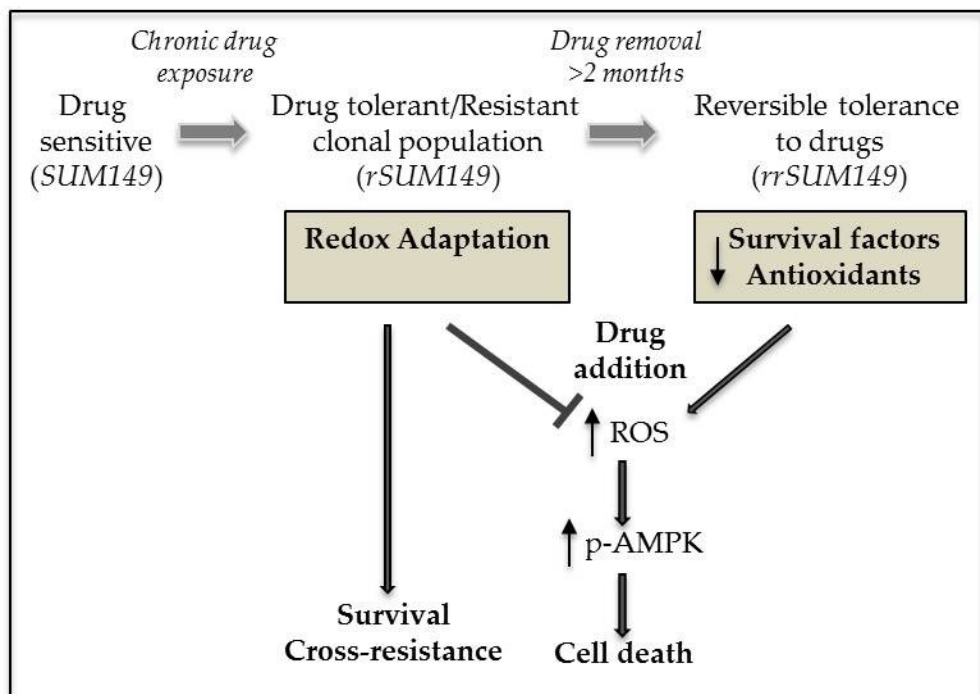 Chronic drug
exposure
Drug removal
>2 months
Drug
sensitive
(SUM149)
Drug tolerant/Resistant
clonal population
(rSUM149)
Reversible tolerance
to drugs
(rrSUM149)
Redox Adaptation
Survival factors
Antioxidants
Drug
addition
ROS
p-AMPK
Survival
Cross-resistance
Cell death